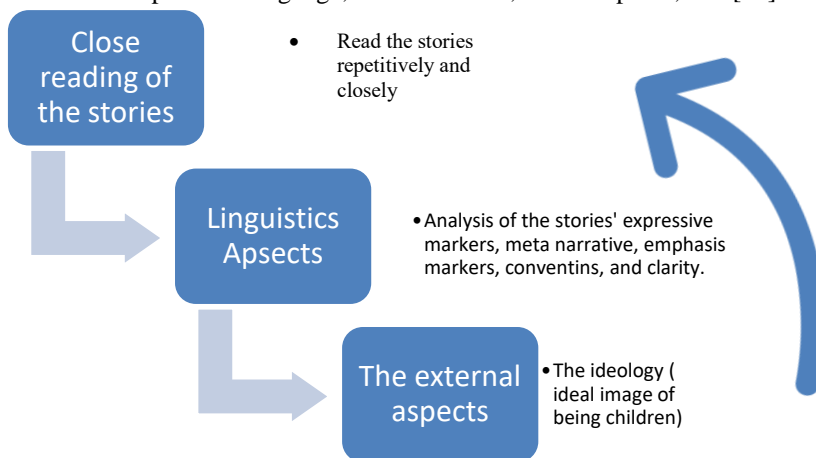 Close
reading of
the stories
• Read the stories
repetitively and
closely
Linguistics
Apsects
•Analysis of the stories' expressive
markers, meta narrative, emphasis
markers, conventins, and clarity.
The external
aspects
•The ideology (
ideal image of
being children)